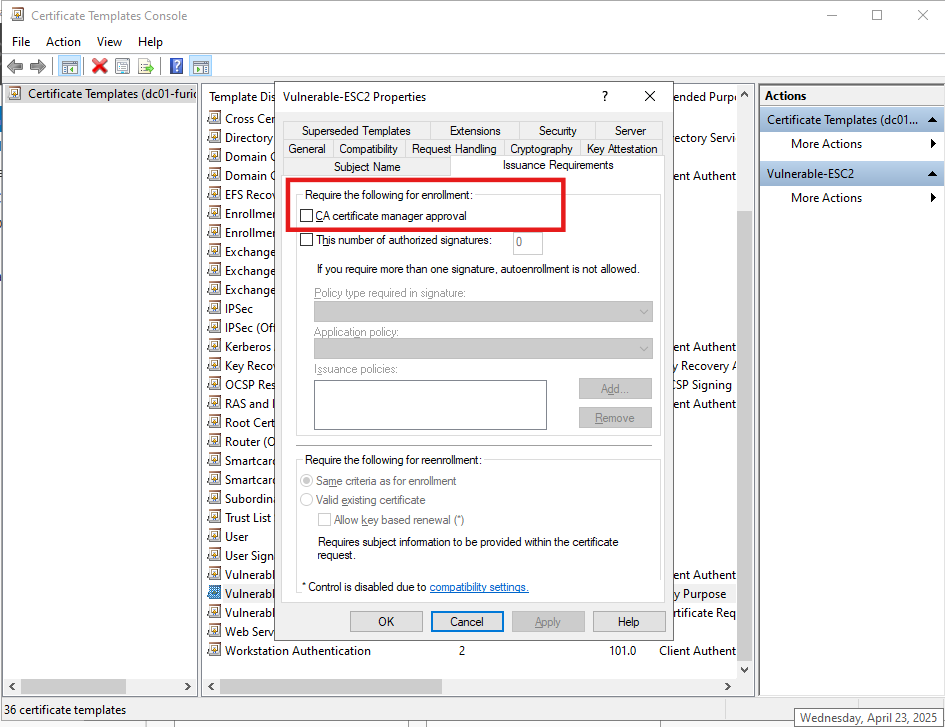 Certificate Templates Console
File Action View Help
Certificate Templates (dc01-furio
Template Dis
ended Purp
Cross Cer
Directory
irectory Servi
Domain C
Domain C
ent Authent
EFS Recov
Enrollmer
Enrollmer
Exchange
Exchange
Exchange
IPSec
IPSec (Off
Kerberos
ent Authent
Key Recov
y Recovery A
OCSP Res
CSP Signing
RAS and I
ent Authent
Root Cert
Router (O
Smartcar
Smartcar
Subordina
Trust List
User
User Sign
Vulnerabl
ent Authent
Vulnerabl
y Purpose
Vulnerabl
rtificate Req
Web Serv
Workstation Authentication 2 101.0 Client Authent
Vulnerable-ESC2 Properties
?
Superseded Templates Extensions Security Server
General Compatibility Request Handling Cryptography Key Attestation
Subject Name Issuance Requirements
Require the following for enrollment:
CA certificate manager approval
This number of authorized signatures: 0
If you require more than one signature, autoenrollment is not allowed.
Policy type required in signature:
Application policy:
Issuance policies:
Add...
Remove
Require the following for reenrollment:
Same criteria as for enrollment
Valid existing certificate
Allow key based renewal (*)
Requires subject information to be provided within the certificate
request.
* Control is disabled due to compatibility settings.
OK Cancel Apply Help
Actions
Certificate Templates (dc01...
More Actions
Vulnerable-ESC2
More Actions
36 certificate templates
Wednesday, April 23, 2025